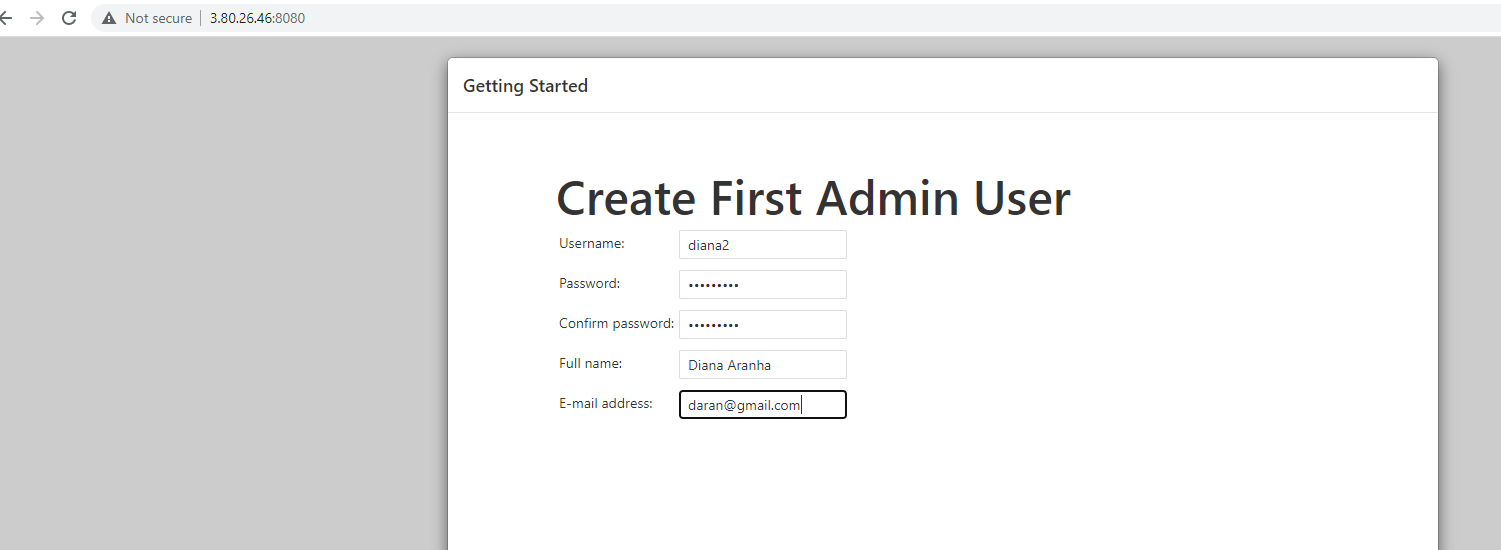 Not secure | 3.80.26.46:8080
Getting Started
Create First Admin User
Username: diana2
Password: •••••••••
Confirm password: •••••••••
Full name: Diana Aranha
E-mail address: daran@gmail.com